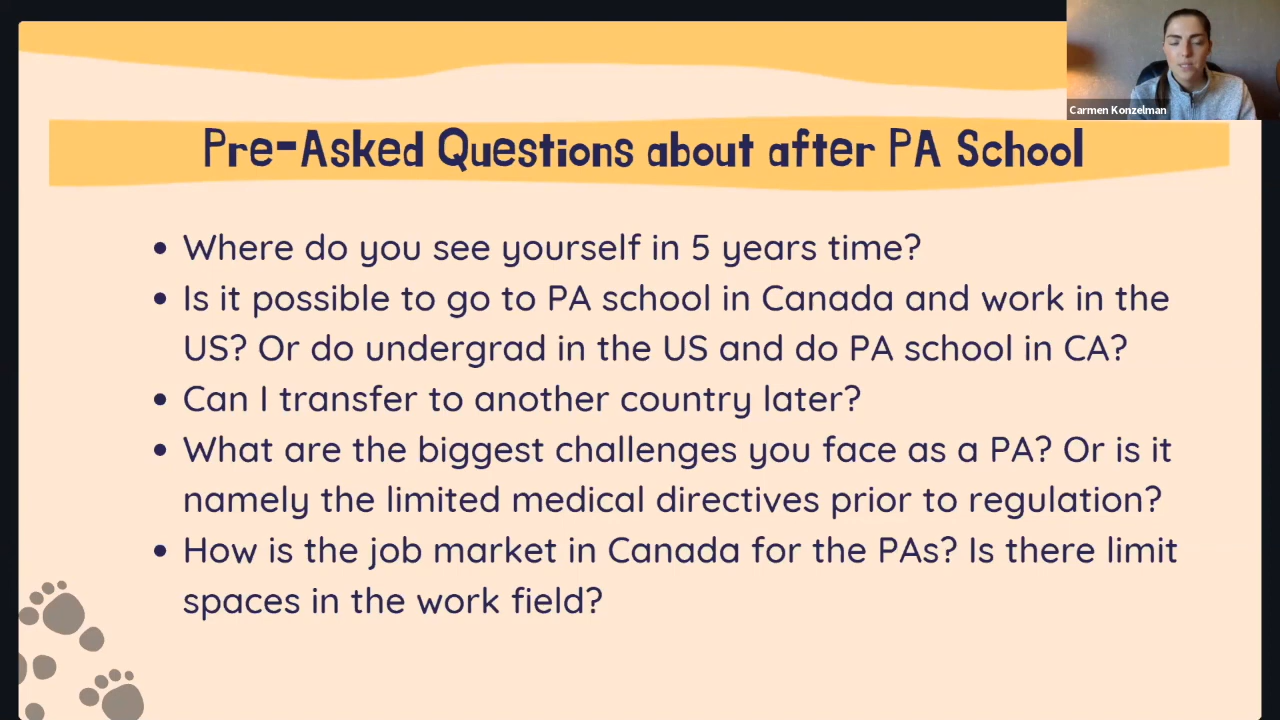 Carmen Konzelman
Pre-Asked Questions about after PA School
• Where do you see yourself in 5 years time?
• Is it possible to go to PA school in Canada and work in the
US? Or do undergrad in the US and do PA school in CA?
• Can I transfer to another country later?
• What are the biggest challenges you face as a PA? Or is it
namely the limited medical directives prior to regulation?
• How is the job market in Canada for the PAs? Is there limit
spaces in the work field?